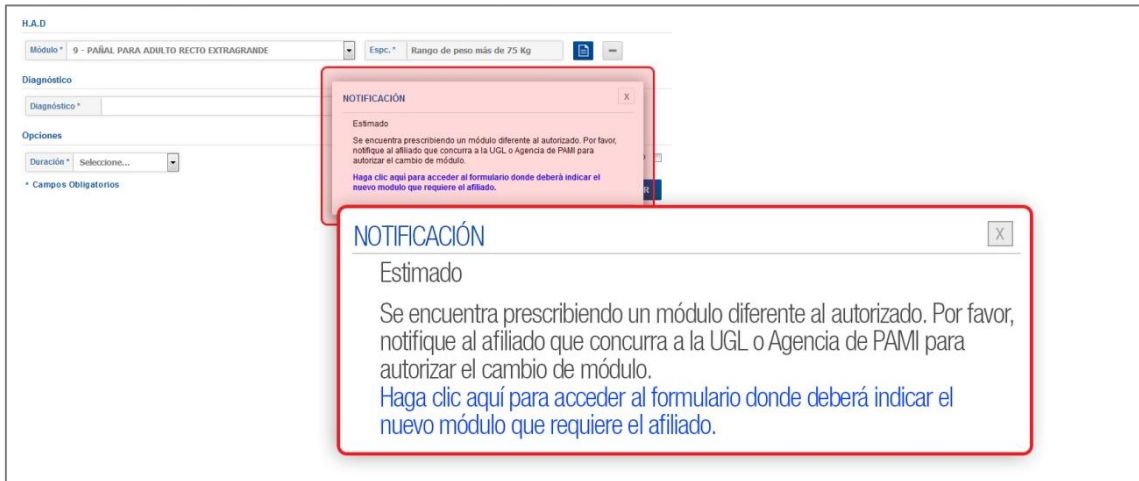 H.A.D
Módulo * 9 - PAÑAL PARA ADULTO RECTO EXTRAGRANDE Espc. * Rango de peso más de 75 Kg
Diagnóstico
Diagnóstico *
Opciones
Duración * Seleccione...
* Campos Obligatorios
NOTIFICACIÓN X
Estimado
Se encuentra prescribiendo un módulo diferente al autorizado. Por favor,
notifique al afiliado que concurra a la UGL o Agencia de PAMI para
autorizar el cambio de módulo.
Haga clic aquí para acceder al formulario donde deberá indicar el
nuevo modulo que requiere el afiliado.
NOTIFICACIÓN X
Estimado
Se encuentra prescribiendo un módulo diferente al autorizado. Por favor,
notifique al afiliado que concurra a la UGL o Agencia de PAMI para
autorizar el cambio de módulo.
Haga clic aquí para acceder al formulario donde deberá indicar el
nuevo módulo que requiere el afiliado.